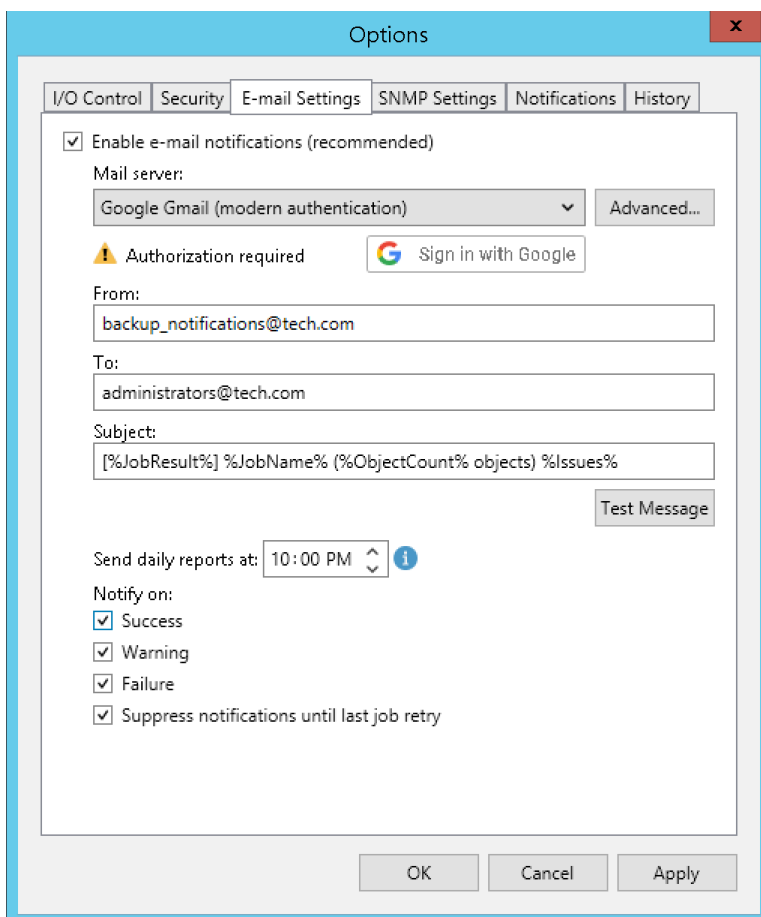 Options
x
I/O Control Security E-mail Settings SNMP Settings Notifications History
Enable e-mail notifications (recommended)
Mail server:
Google Gmail (modern authentication) Advanced...
Authorization required Sign in with Google
From:
backup_notifications@tech.com
To:
administrators@tech.com
Subject:
[%JobResult%] %JobName% (%ObjectCount% objects) %Issues%
Test Message
Send daily reports at: 10:00 PM
Notify on:
Success
Warning
Failure
Suppress notifications until last job retry
OK Cancel Apply